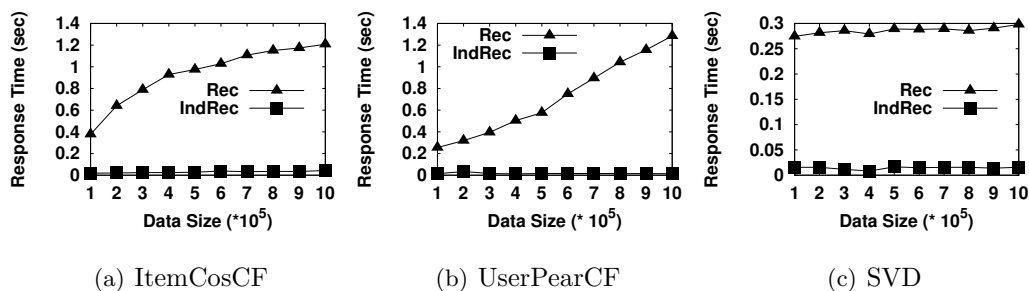 Response Time (sec)
1.4
1.2
1
0.8
0.6
0.4
0.2
0
Rec
IndRec
1 2 3 4 5 6 7 8 9 10
Data Size (*10^5)
(a) ItemCosCF
Response Time (sec)
1.4
1.2
1
0.8
0.6
0.4
0.2
0
Rec
IndRec
1 2 3 4 5 6 7 8 9 10
Data Size (* 10^5)
(b) UserPearCF
Response Time (sec)
0.3
0.25
0.2
0.15
0.1
0.05
0
Rec
IndRec
1 2 3 4 5 6 7 8 9 10
Data Size (* 10^5)
(c) SVD